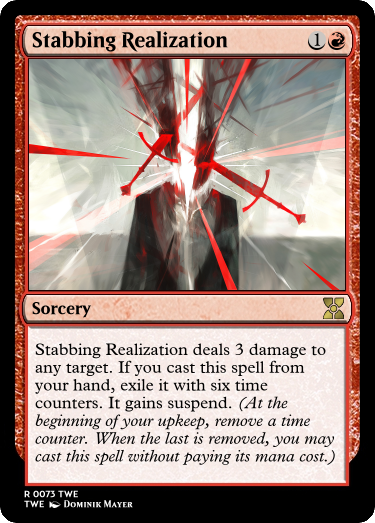 Stabbing Realization 1
Sorcery
Stabbing Realization deals 3 damage to
any target. If you cast this spell from
your hand, exile it with six time
counters. It gains suspend. (At the
beginning of your upkeep, remove a time
counter. When the last is removed, you may
cast this spell without paying its mana cost.)
R 0073 TWE
TWE Dominik Mayer